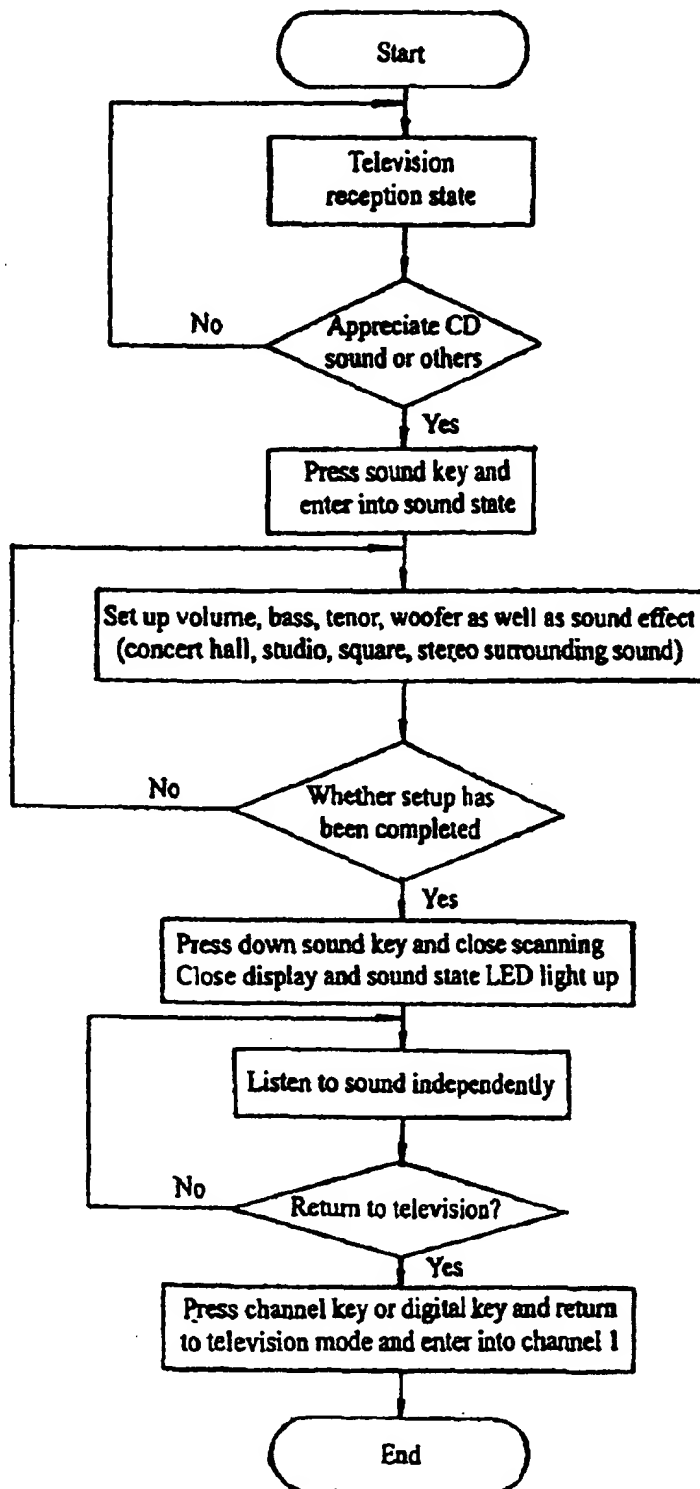 Start
Television
reception state
No
Appreciate CD
sound or others
Yes
Press sound key and
enter into sound state
Set up volume, bass, tenor, woofer as well as sound effect
(concert hall, studio, square, stereo surrounding sound)
No
Whether setup has
been completed
Yes
Press down sound key and close scanning
Close display and sound state LED light up
Listen to sound independently
No
Return to television?
Yes
Press channel key or digital key and return
to television mode and enter into channel 1
End